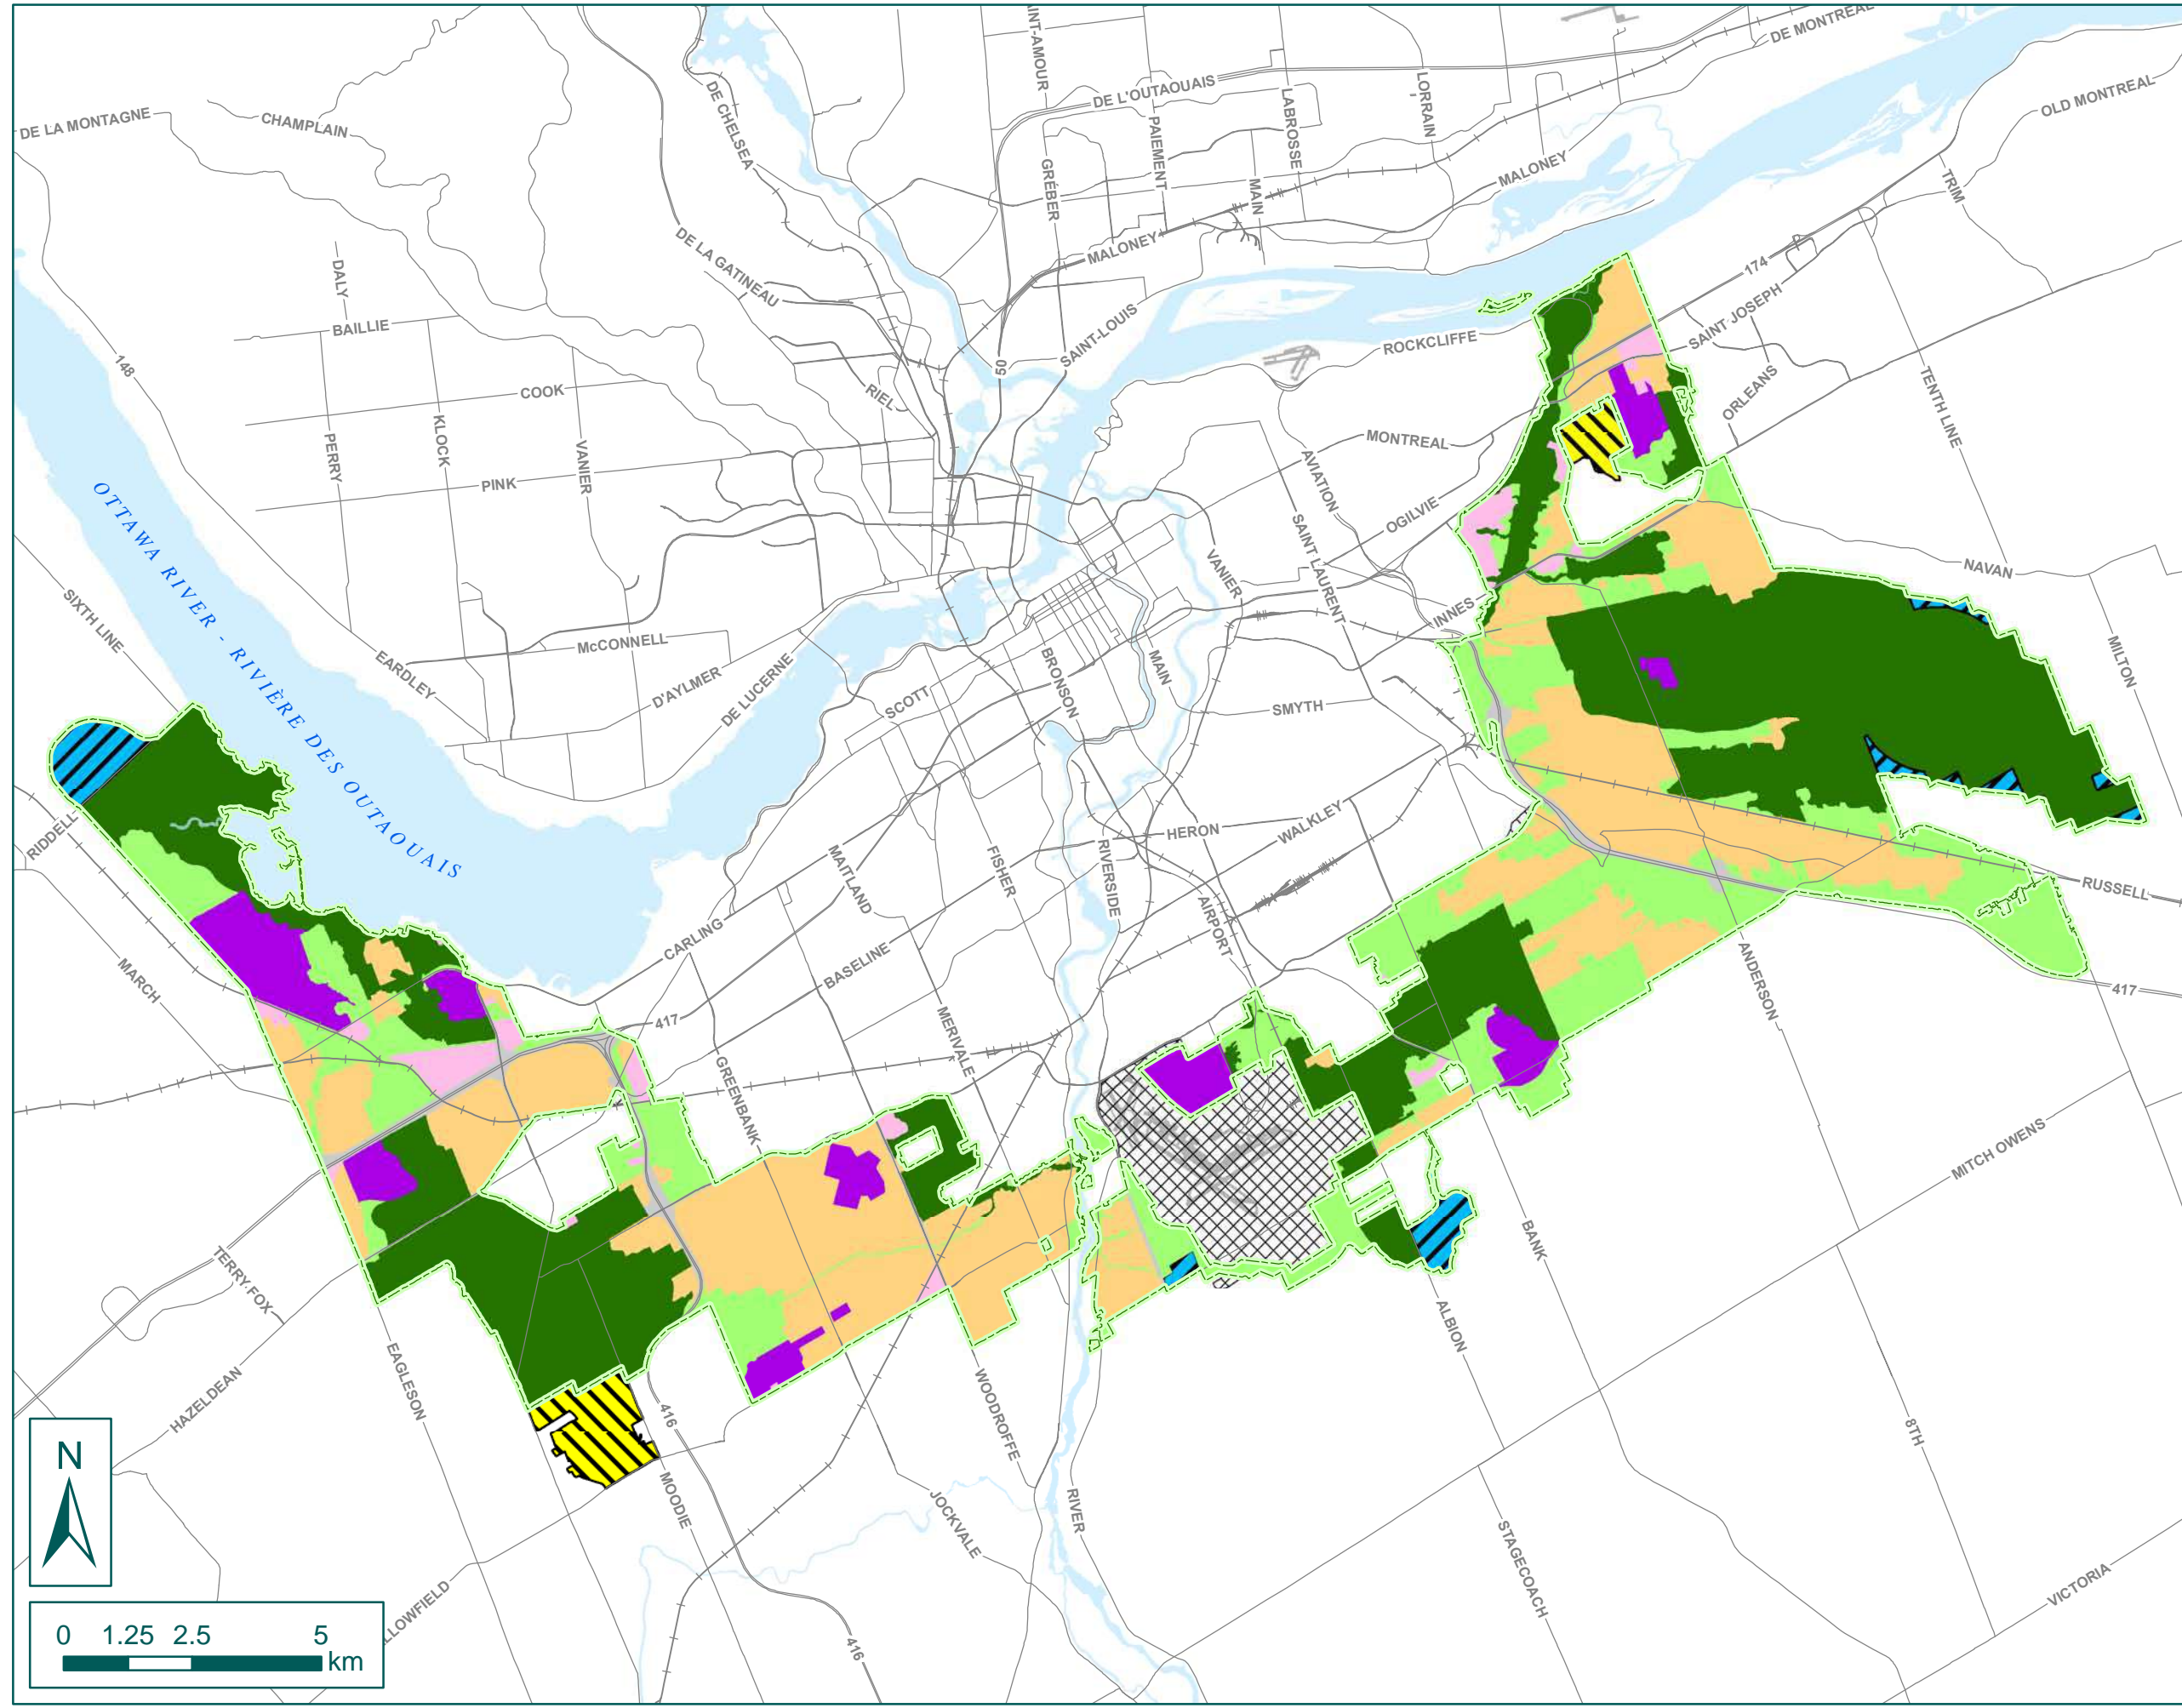 INT-AMOUR
DE MONTRÉAL
DE LA MONTAGNE
CHAMPLAIN
DE CHELSEA
DE L'OUTAOUAIS
PAIEMENT
LABROSSE
LORRAIN
OLD MONTREAL
GRÉBER
MAIN
MALONEY
TRIM
DE LA GATINEAU
MALONEY
174
DALY
BAILLIE
SAINT-LOUIS
ROCKCLIFFE
SAINT JOSEPH
148
COOK
RIEL
50
ORLEANS
TENTH LINE
PERRY
KLOCK
VANIER
PINK
MONTREAL
AVIATION
OGILVIE
SAINT LAURENT
VANIER
NAVAN
OTTAWA RIVER - RIVIÈRE DES OUTAOUAIS
SIXTH LINE
EARDLEY
McCONNELL
D'AYLMER
DE LUCERNE
SCOTT
BRONSON
MAIN
SMYTH
INNES
MILTON
RIDDELL
MARCH
CARLING
MAITLAND
BASELINE
FISHER
RIVERSIDE
HERON
WALKLEY
AIRPORT
RUSSELL
ANDERSON
417
417
GREENBANK
MERIVALE
MITCH OWENS
TERRY FOX
HAZELDEAN
EAGLESON
416
MOODIE
WOODROFFE
JOCKVALE
RIVER
BANK
ALBION
STAGECOACH
8TH
VICTORIA
LLOWFIELD
416
N
0 1.25 2.5 5
km